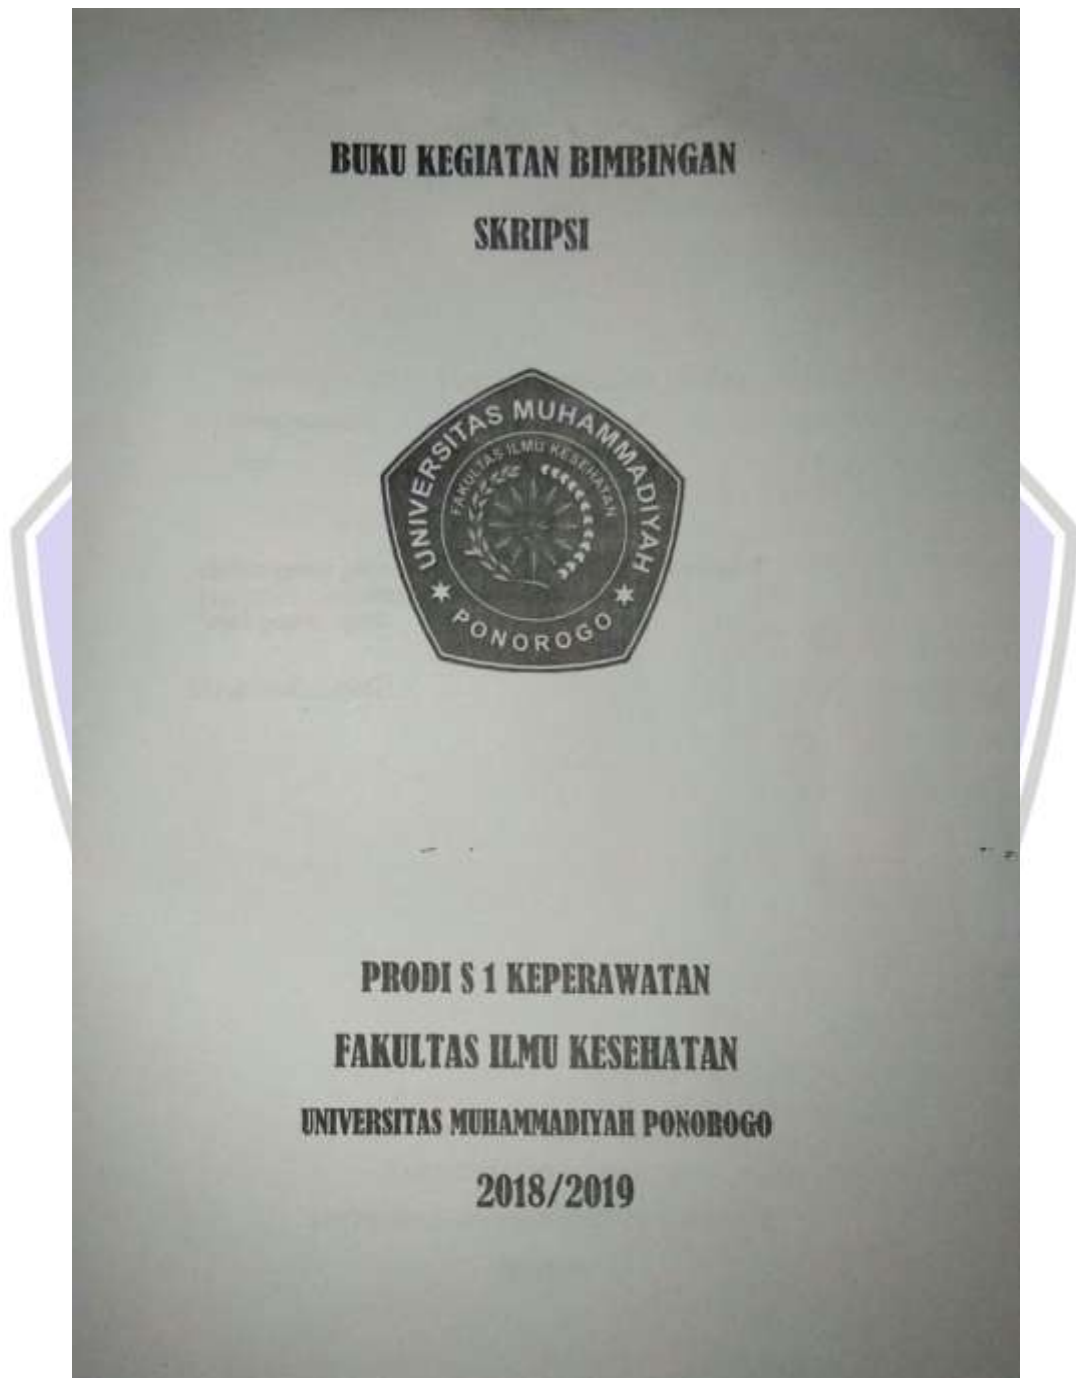 BUKU KEGIATAN BIMBINGAN
SKRIPSI
UNIVERSITAS MUHAMMADIYAH
FAKULTAS ILMU KESEHATAN
PONOROGO
PRODI S 1 KEPERAWATAN
FAKULTAS ILMU KESEHATAN
UNIVERSITAS MUHAMMADIYAH PONOROGO
2018/2019